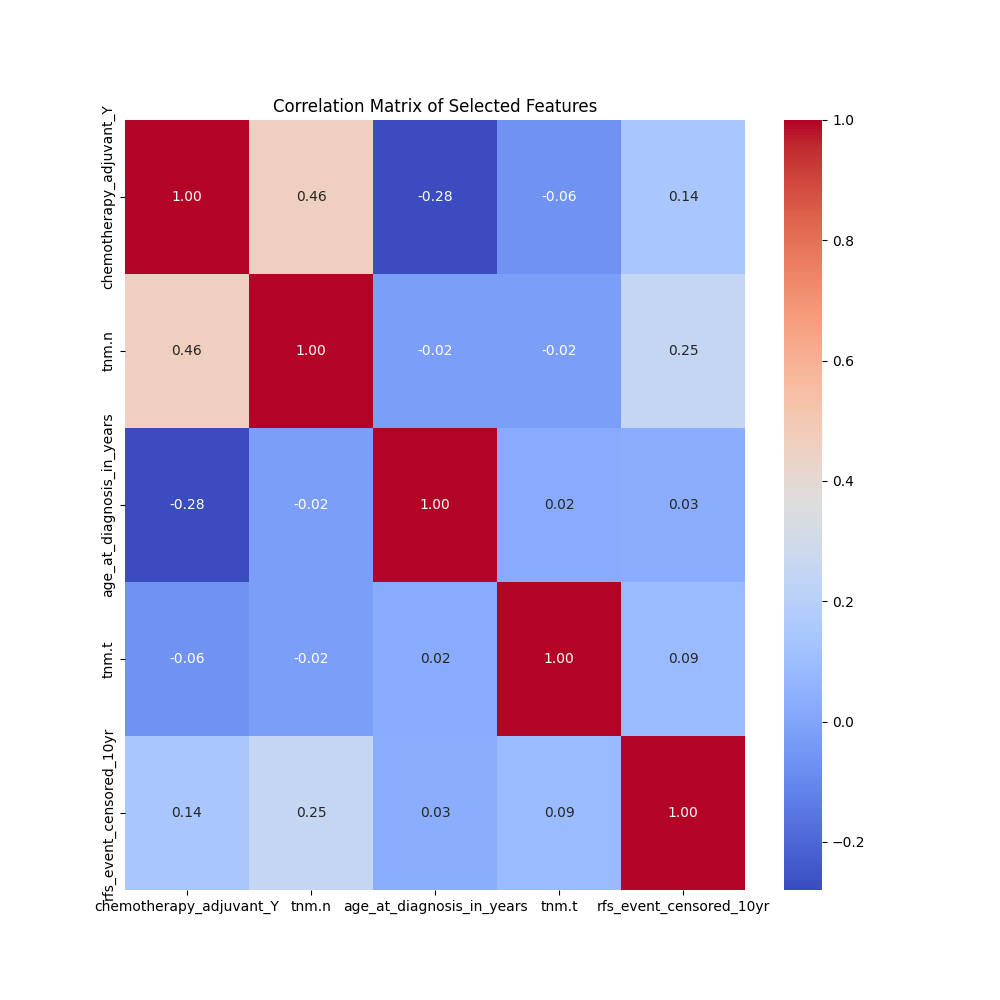 Correlation Matrix of Selected Features
chemotherapy_adjuvant_Y
1.00 0.46 -0.28 -0.06 0.14
tnm.n
0.46 1.00 -0.02 -0.02 0.25
age_at_diagnosis_in_years
-0.28 -0.02 1.00 0.02 0.03
tnm.t
-0.06 -0.02 0.02 1.00 0.09
rfs_event_censored_10yr
0.14 0.25 0.03 0.09 1.00
chemotherapy_adjuvant_Y tnm.n age_at_diagnosis_in_years tnm.t rfs_event_censored_10yr
1.0
0.8
0.6
0.4
0.2
0.0
−0.2